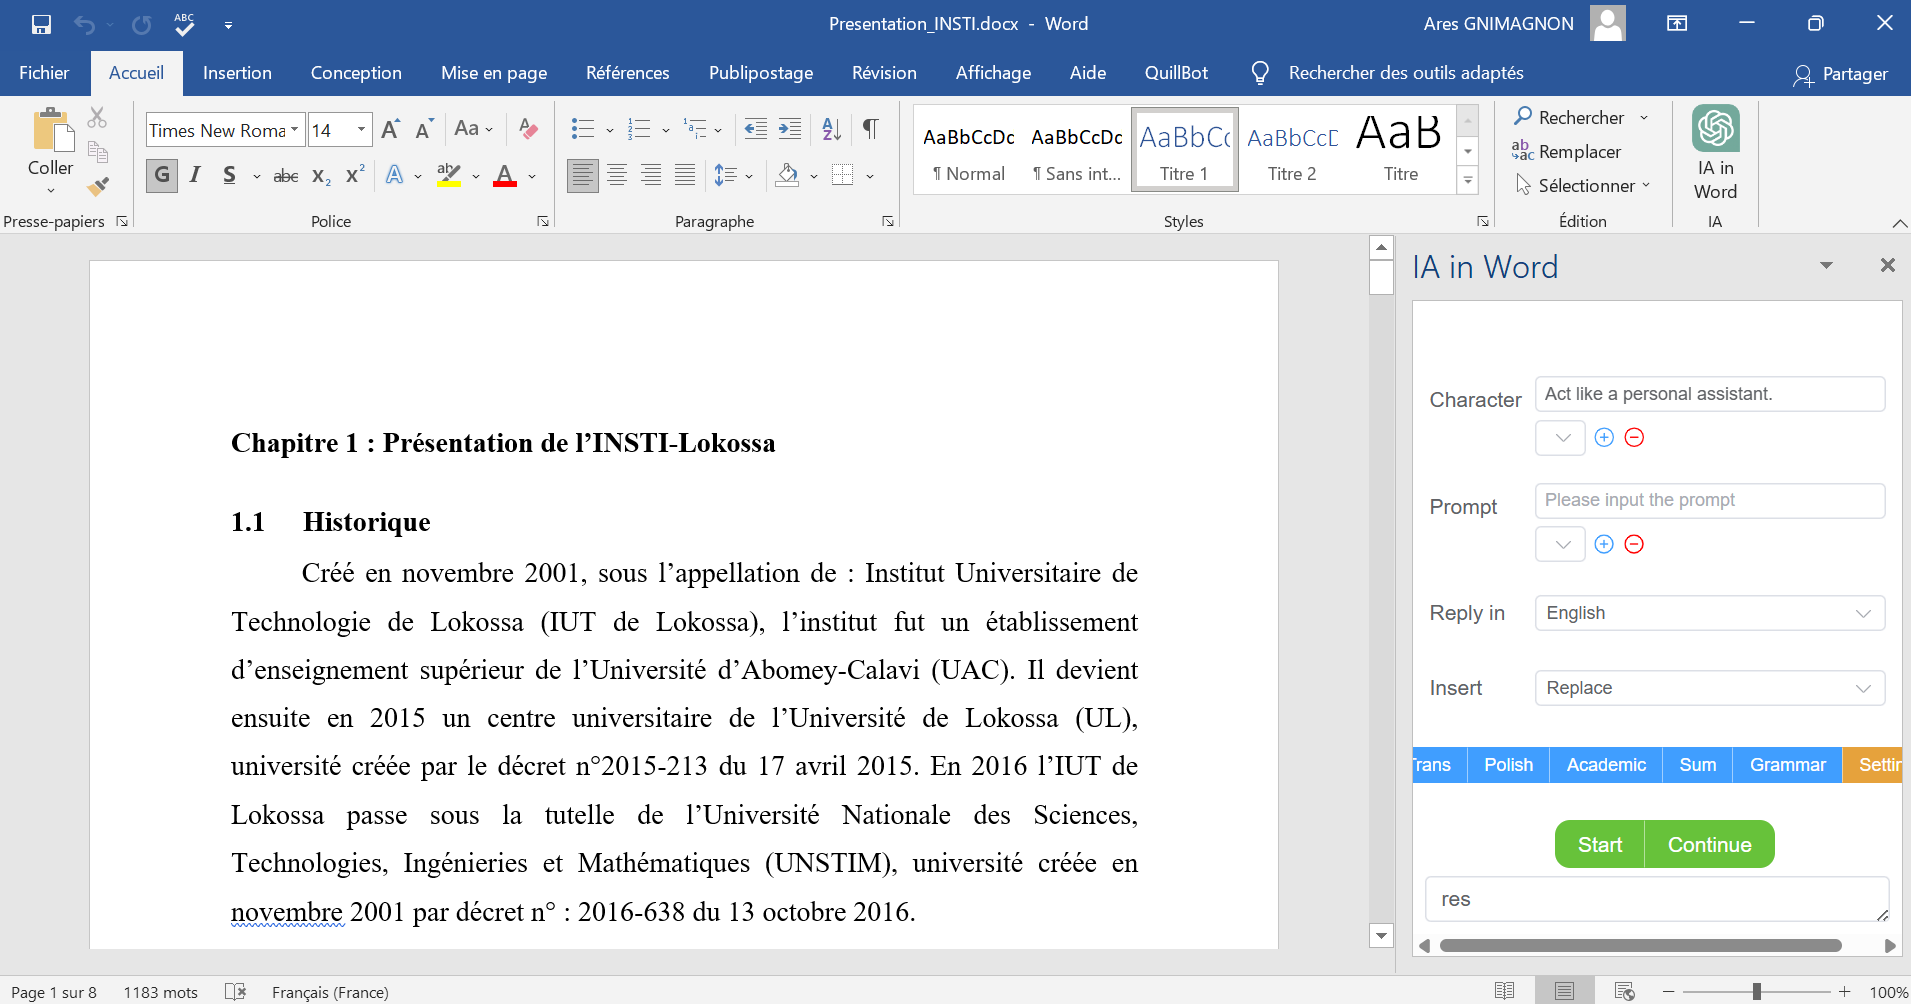 ABC
Presentation_INSTI.docx - Word
Ares GNIMAGNON
Fichier Accueil Insertion Conception Mise en page Références Publipostage Révision Affichage Aide QuillBot Rechercher des outils adaptés Partager
Coller
Presse-papiers
Times New Roma 14
Aa
G I S abc X₂ X² A ab A
Police
Paragraphe
AaBbCcDc AaBbCcDc AaBbC AaBbCcD AaB
¶ Normal ¶ Sans int... Titre 1 Titre 2 Titre
Styles
Rechercher
Remplacer
Sélectionner
Édition
IA in
Word
IA
Chapitre 1 : Présentation de l’INSTI-Lokossa
1.1 Historique
Créé en novembre 2001, sous l’appellation de : Institut Universitaire de
Technologie de Lokossa (IUT de Lokossa), l’institut fut un établissement
d’enseignement supérieur de l’Université d’Abomey-Calavi (UAC). Il devient
ensuite en 2015 un centre universitaire de l’Université de Lokossa (UL),
université créée par le décret n°2015-213 du 17 avril 2015. En 2016 l’IUT de
Lokossa passe sous la tutelle de l’Université Nationale des Sciences,
Technologies, Ingénieries et Mathématiques (UNSTIM), université créée en
novembre 2001 par décret n° : 2016-638 du 13 octobre 2016.
IA in Word
Character Act like a personal assistant.
Prompt Please input the prompt
Reply in English
Insert Replace
Trans Polish Academic Sum Grammar Settin
Start Continue
res
Page 1 sur 8 1183 mots Français (France) 100%